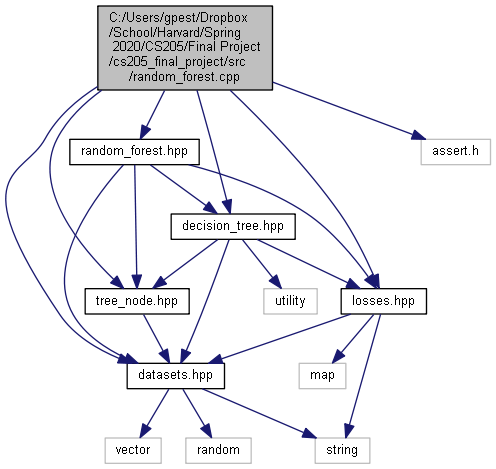 C:/Users/gpest/Dropbox
/School/Harvard/Spring
2020/CS205/Final Project
/cs205_final_project/src
/random_forest.cpp
random_forest.hpp
assert.h
decision_tree.hpp
tree_node.hpp
utility
losses.hpp
datasets.hpp
map
vector
random
string